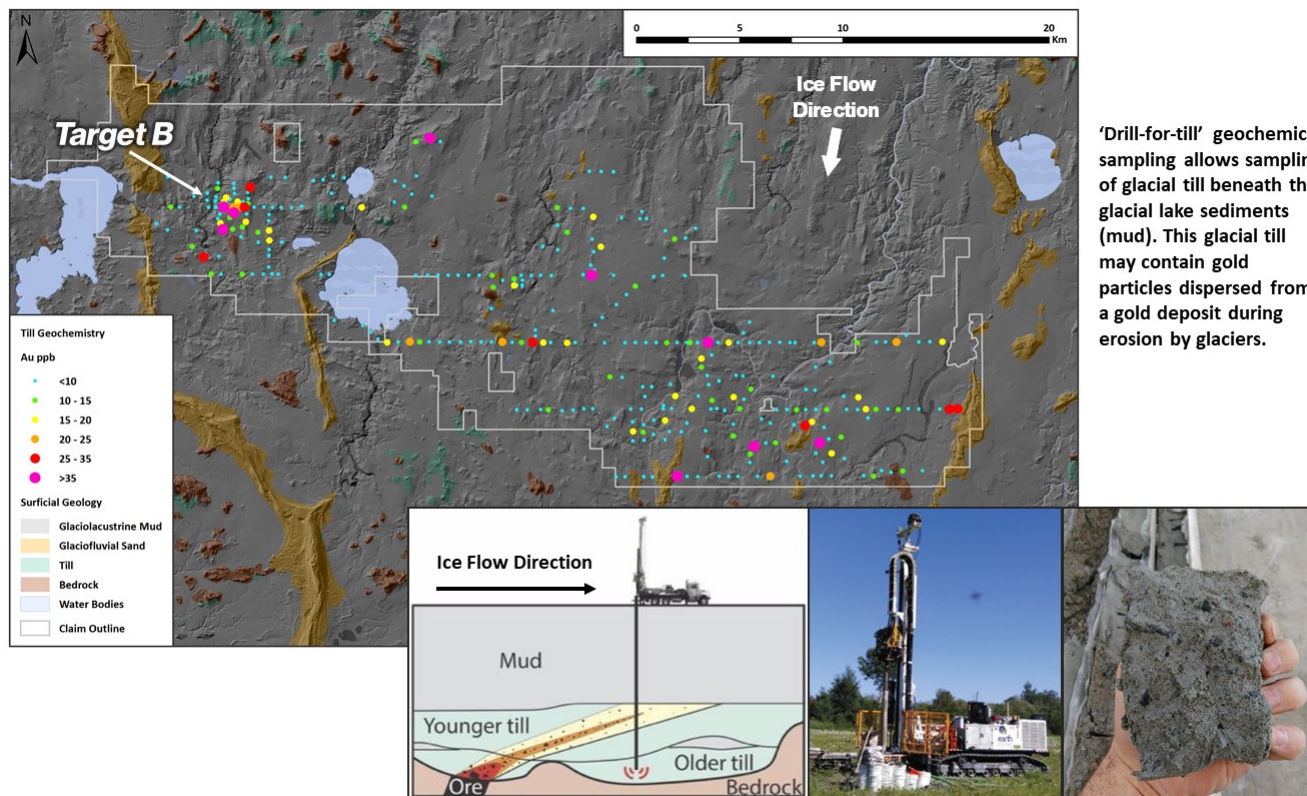 N
0 5 10 20
Km
Ice Flow
Direction
Target B
'Drill-for-till' geochemic
sampling allows samplin
of glacial till beneath th
glacial lake sediments
(mud). This glacial till
may contain gold
particles dispersed from
a gold deposit during
erosion by glaciers.
Till Geochemistry
Au ppb
<10
10 - 15
15 - 20
20 - 25
25 - 35
>35
Surficial Geology
Glaciolacustrine Mud
Glaciofluvial Sand
Till
Bedrock
Water Bodies
Claim Outline
Ice Flow Direction
Mud
Younger till
Older till
Ore
Bedrock